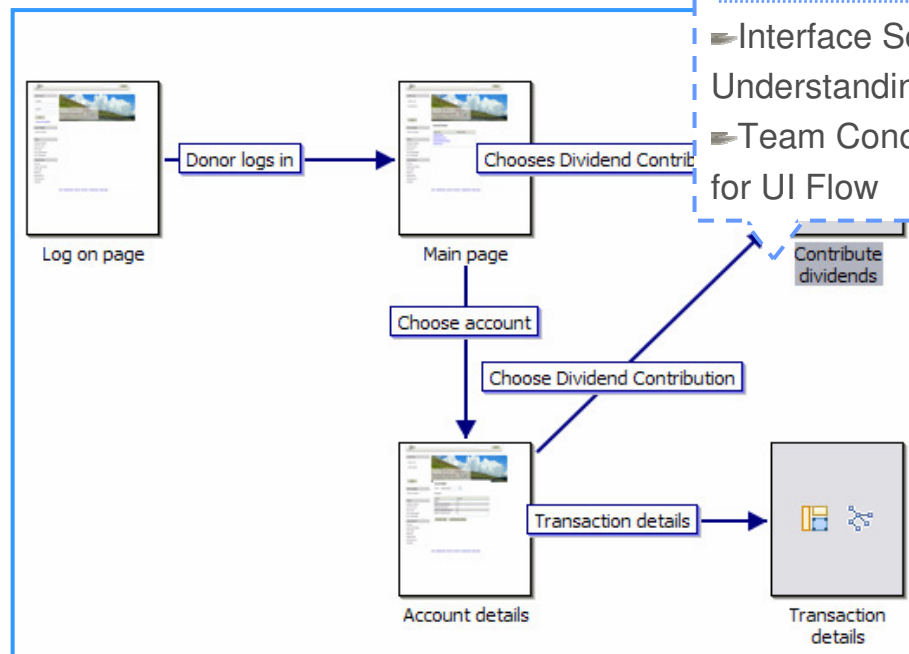 Interface Sc
Understandin
Team Conc
for UI Flow
Donor logs in
Chooses Dividend Contrib
Log on page
Main page
Contribute
dividends
Choose account
Choose Dividend Contribution
Transaction details
Account details
Transaction
details